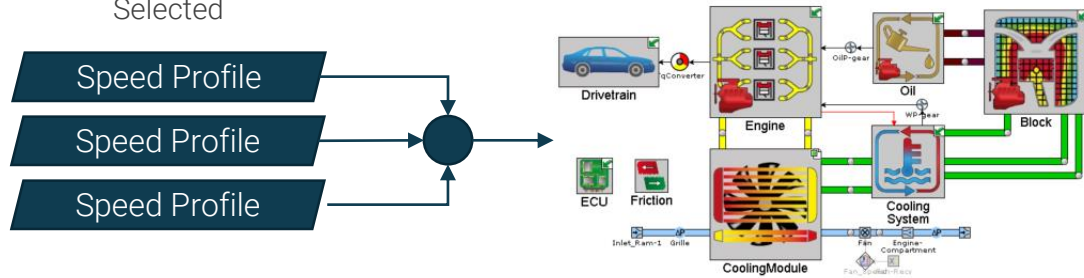 Selected
Speed Profile
Speed Profile
Speed Profile
Drivetrain
TqConverter
Engine
OilP-gear
Oil
Block
WP-gear
ECU
Friction
Cooling
System
Inlet_Ram-1
Grille
CoolingModule
Fan
Engine-
Compartment